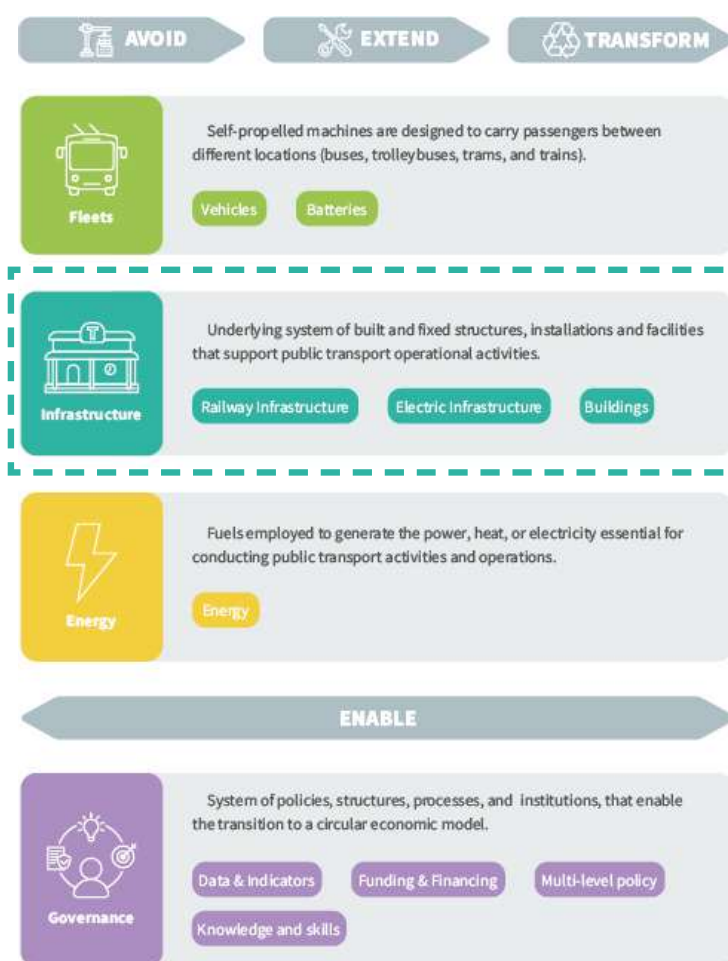 AVOID
EXTEND
TRANSFORM
Self-propelled machines are designed to carry passengers between
different locations (buses, trolleybuses, trams, and trains).
Fleets
Vehicles
Batteries
T
Underlying system of built and fixed structures, installations and facilities
that support public transport operational activities.
Infrastructure
Railway Infrastructure
Electric Infrastructure
Buildings
Fuels employed to generate the power, heat, or electricity essential for
conducting public transport activities and operations.
Energy
Energy
ENABLE
System of policies, structures, processes, and institutions, that enable
the transition to a circular economic model.
Governance
Data & Indicators
Funding & Financing
Multi-level policy
Knowledge and skills